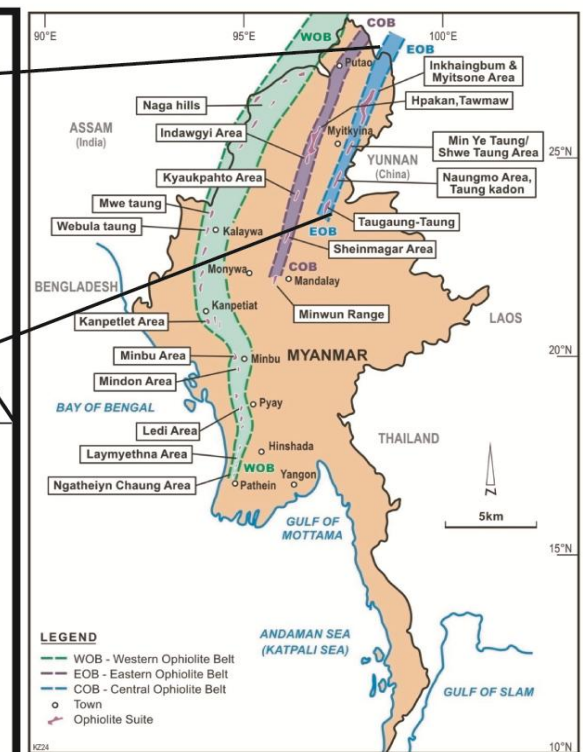 90°E
95°E
100°E
COB
WOB
EOB
Putao
Inkhaingbum &
Myitsone Area
Naga hills
Hpakan,Tawmaw
ASSAM
(India)
Indawgyi Area
Myitkyina
Min Ye Taung/
Shwe Taung Area
25°N
YUNNAN
(China)
Kyaukpahto Area
Naungmo Area,
Taung kadon
Mwe taung
Webula taung
Kalaywa
Taugaung-Taung
EOB
Sheinmagar Area
COB
Monywa
Mandalay
BENGLADESH
Kanpetiat
Minwun Range
LAOS
Kanpetlet Area
20°N
Minbu Area
Minbu
MYANMAR
Mindon Area
BAY OF BENGAL
Pyay
Ledi Area
THAILAND
Hinshada
Laymyethna Area
WOB
Ngatheiyn Chaung Area
Pathein
Yangon
N
5km
GULF OF
MOTTAMA
15°N
ANDAMAN SEA
(KATPALI SEA)
LEGEND
WOB - Western Ophiolite Belt
EOB - Eastern Ophiolite Belt
COB - Central Ophiolite Belt
Town
Ophiolite Suite
GULF OF SLAM
KZ24
10°N